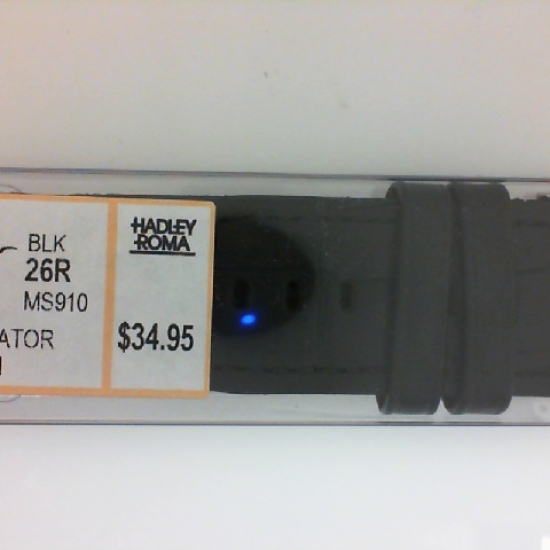 BLK
26R
MS910
ATOR
HADLEY
ROMA
$34.95